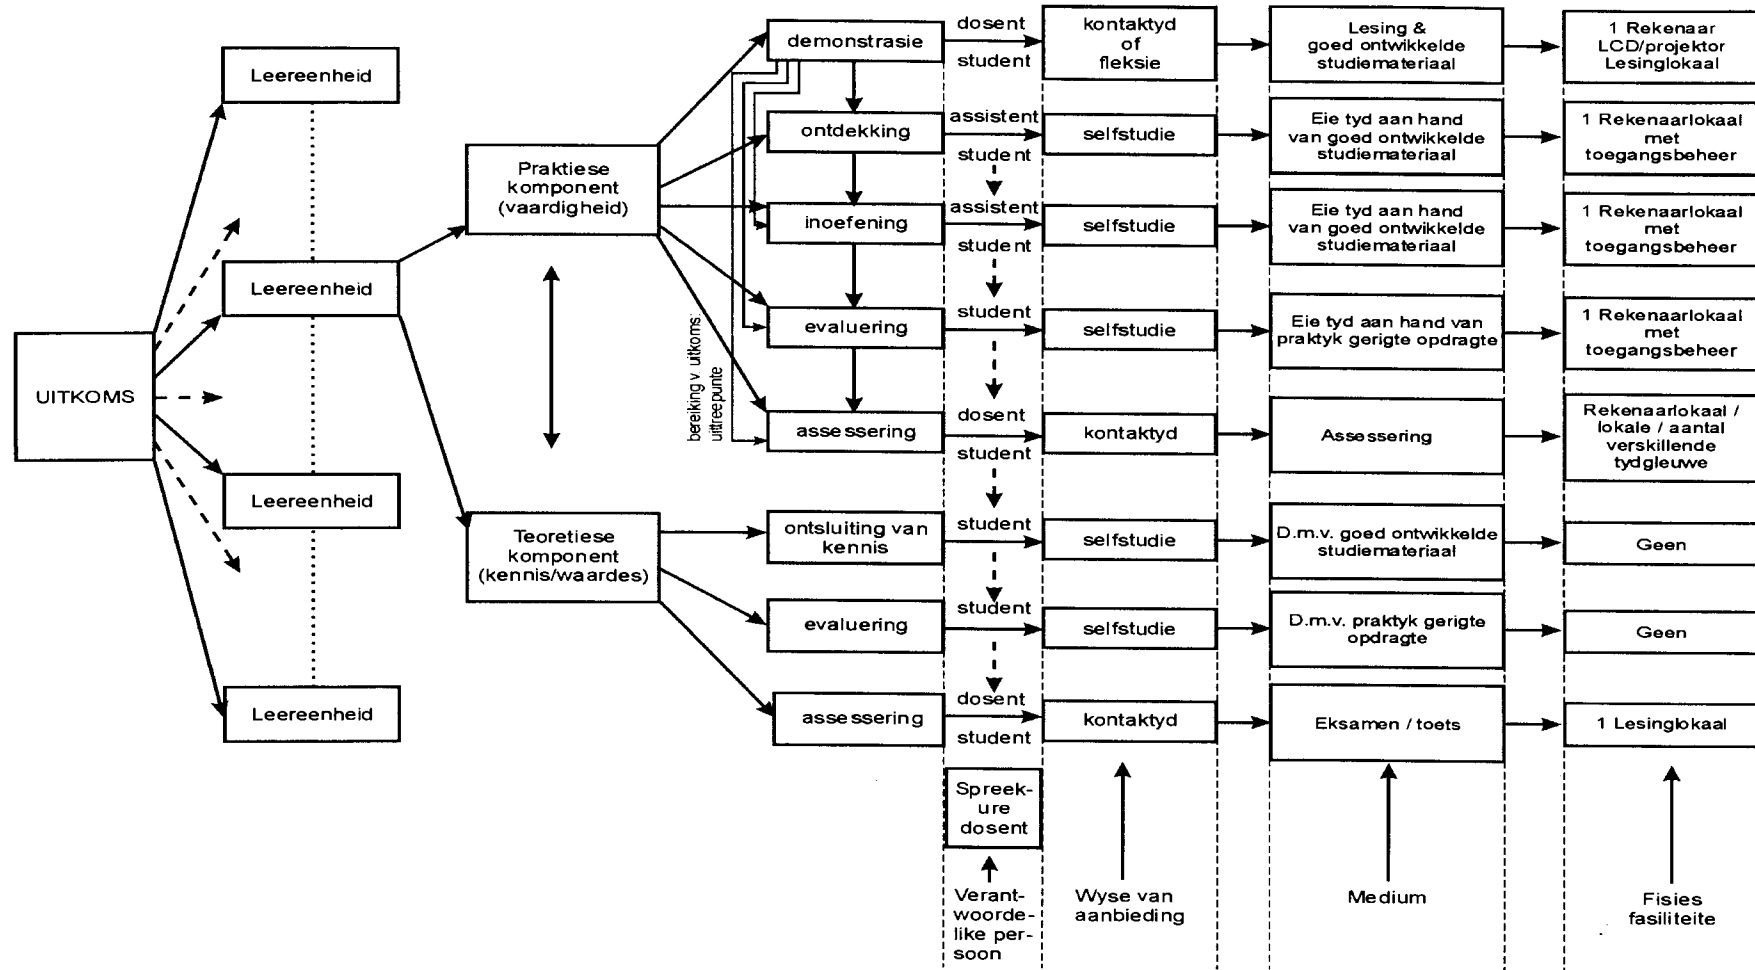 UITKOMS
Leereenheid
Leereenheid
Leereenheid
Leereenheid
Praktiese
komponent
(vaardigheid)
Teoretiese
komponent
(kennis/waardes)
bereiking v uitkoms:
uittreepunte
demonstrasie
dosent
student
kontaktyd
of
fleksie
Lesing &
goed ontwikkelde
studiemateriaal
1 Rekenaar
LCD/projektor
Lesinglokaal
ontdekking
assistent
student
selfstudie
Eie tyd aan hand
van goed ontwikkelde
studiemateriaal
1 Rekenaarlokaal
met
toegangsbeheer
inoefening
assistent
student
selfstudie
Eie tyd aan hand
van goed ontwikkelde
studiemateriaal
1 Rekenaarlokaal
met
toegangsbeheer
evaluering
student
selfstudie
Eie tyd aan hand van
praktyk gerigte opdragte
1 Rekenaarlokaal
met
toegangsbeheer
assessering
dosent
student
kontaktyd
Assessering
Rekenaarlokaal /
lokale / aantal
verskillende
tydgleuwe
ontsluiting van
kennis
student
selfstudie
D.m.v. goed ontwikkelde
studiemateriaal
Geen
evaluering
student
selfstudie
D.m.v. praktyk gerigte
opdragte
Geen
assessering
dosent
student
kontaktyd
Eksamen / toets
1 Lesinglokaal
Spreek-
ure
dosent
Verant-
woorde-
like per-
soon
Wyse van
aanbieding
Medium
Fisies
fasiliteite